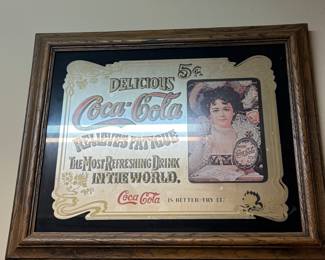 DELICIOUS 5¢.
Coca-Cola
RELIEVES FATIGUE
THE MOST REFRESHING DRINK
IN THE WORLD.
Coca-Cola IS BETTER-TRY IT.